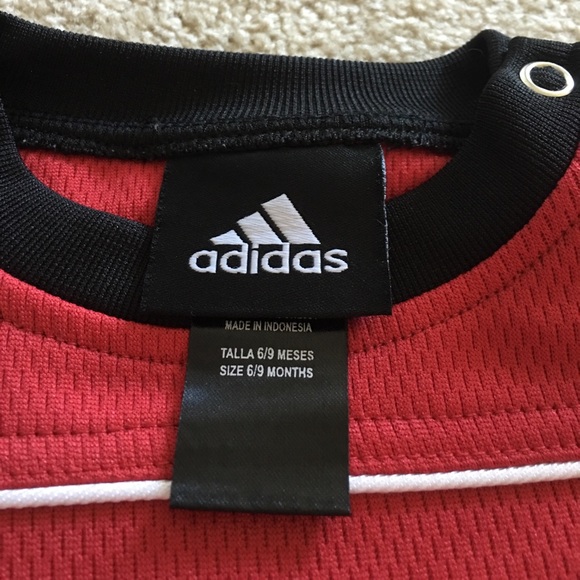 adidas
MADE IN INDONESIA
TALLA 6/9 MESES
SIZE 6/9 MONTHS